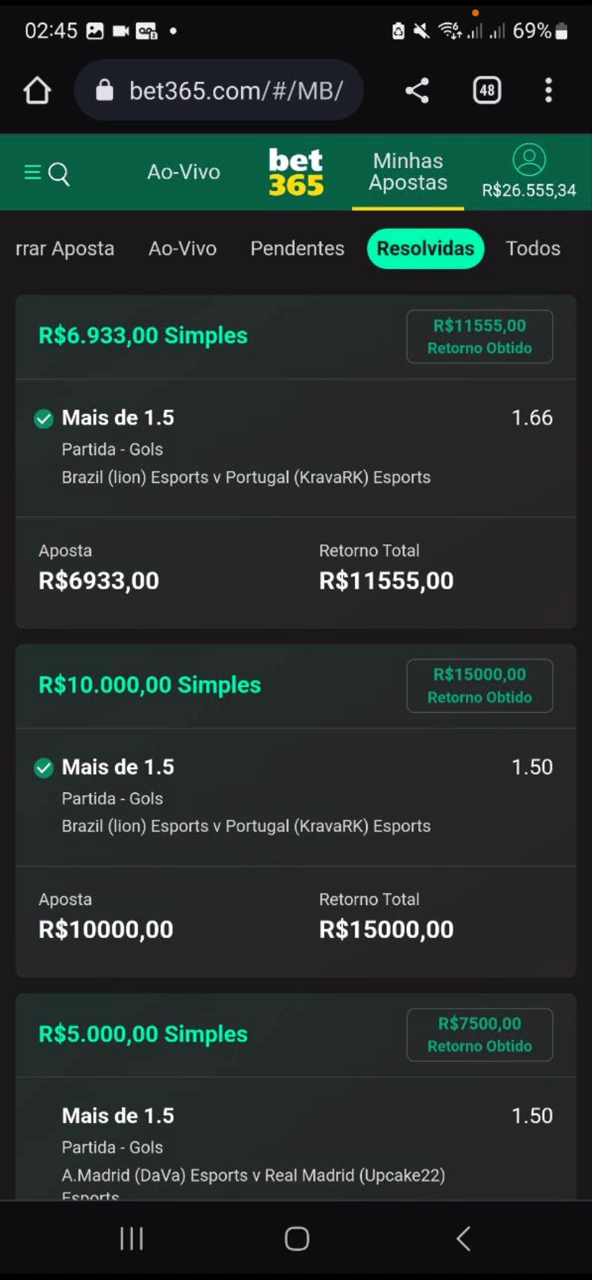 02:45
69%
bet365.com/#/MB/
48
Ao-Vivo
bet
365
Minhas
Apostas
R$26.555,34
rrar Aposta
Ao-Vivo
Pendentes
Resolvidas
Todos
R$6.933,00 Simples
R$11555,00
Retorno Obtido
Mais de 1.5
1.66
Partida - Gols
Brazil (lion) Esports v Portugal (KravaRK) Esports
Aposta
Retorno Total
R$6933,00
R$11555,00
R$10.000,00 Simples
R$15000,00
Retorno Obtido
Mais de 1.5
1.50
Partida - Gols
Brazil (lion) Esports v Portugal (KravaRK) Esports
Aposta
Retorno Total
R$10000,00
R$15000,00
R$5.000,00 Simples
R$7500,00
Retorno Obtido
Mais de 1.5
1.50
Partida - Gols
A.Madrid (DaVa) Esports v Real Madrid (Upcake22)
Esports